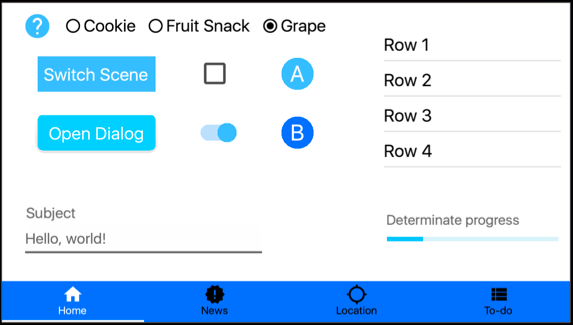 ? Cookie Fruit Snack Grape
Switch Scene A
Open Dialog B
Row 1
Row 2
Row 3
Row 4
Subject
Hello, world!
Determinate progress
Home News Location To-do